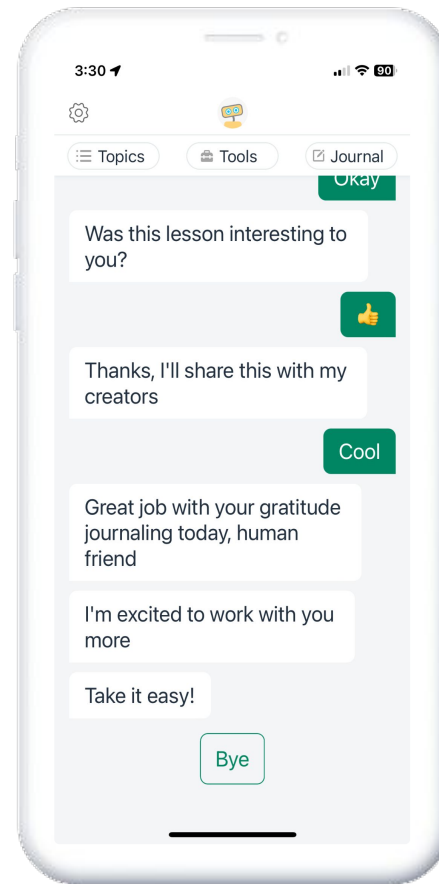 3:30
90
Topics
Tools
Journal
Okay
Was this lesson interesting to
you?
Thanks, I'll share this with my
creators
Cool
Great job with your gratitude
journaling today, human
friend
I'm excited to work with you
more
Take it easy!
Bye